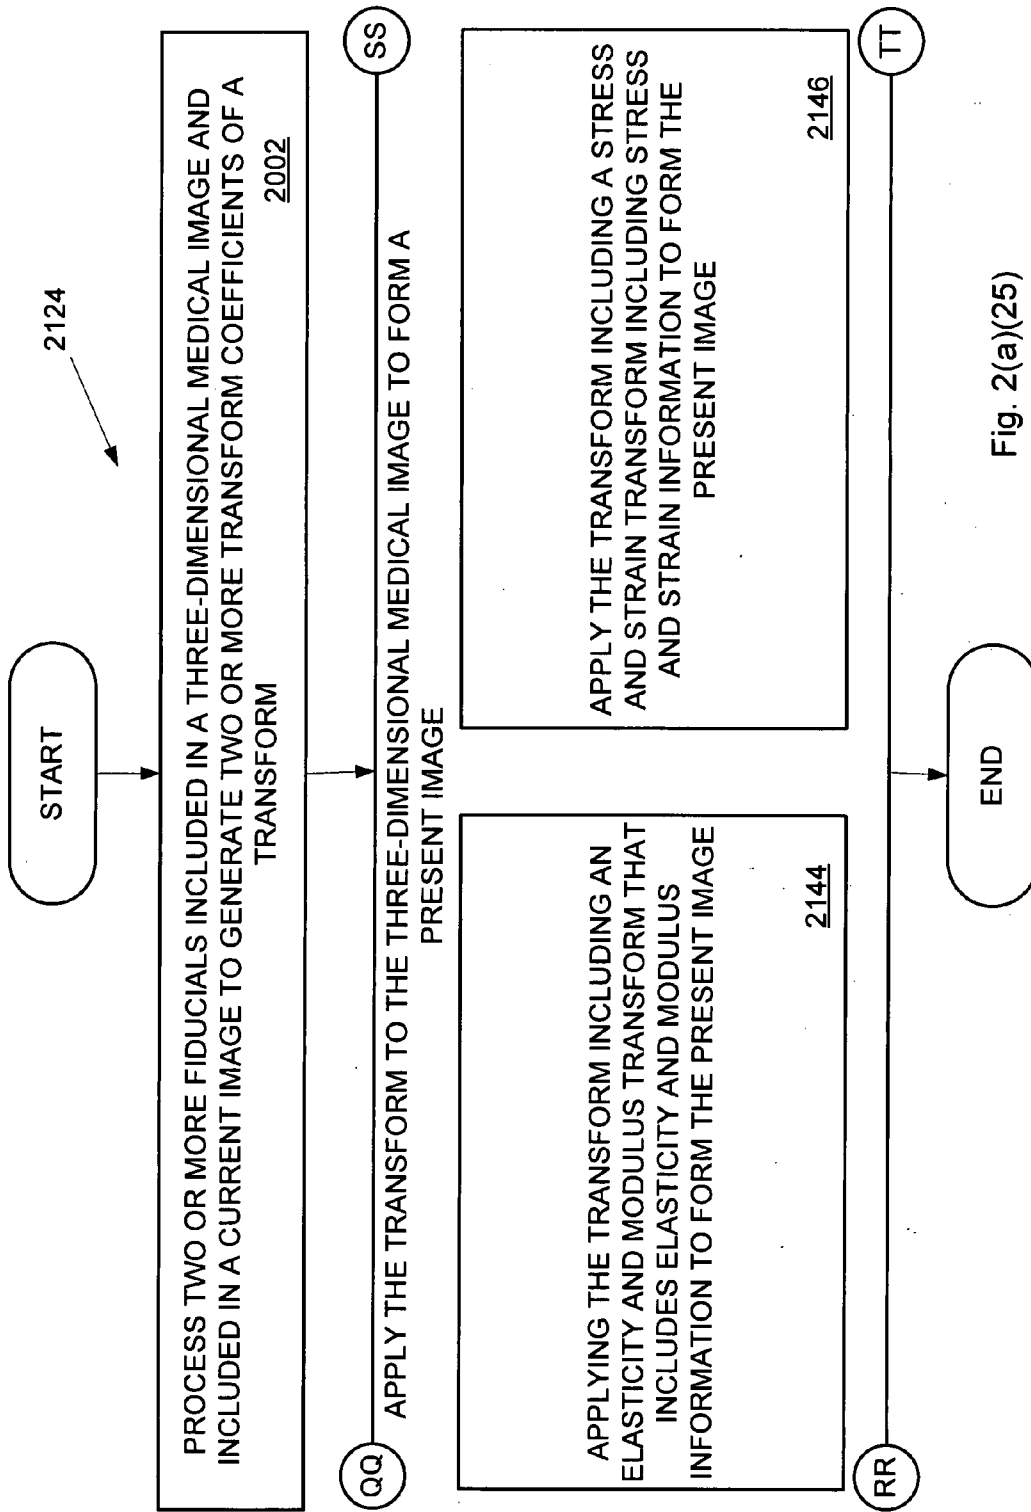 2124
START
PROCESS TWO OR MORE FIDUCIALS INCLUDED IN A THREE-DIMENSIONAL MEDICAL IMAGE AND
INCLUDED IN A CURRENT IMAGE TO GENERATE TWO OR MORE TRANSFORM COEFFICIENTS OF A
TRANSFORM
2002
QQ
SS
APPLY THE TRANSFORM TO THE THREE-DIMENSIONAL MEDICAL IMAGE TO FORM A
PRESENT IMAGE
APPLYING THE TRANSFORM INCLUDING AN
ELASTICITY AND MODULUS TRANSFORM THAT
INCLUDES ELASTICITY AND MODULUS
INFORMATION TO FORM THE PRESENT IMAGE
2144
APPLY THE TRANSFORM INCLUDING A STRESS
AND STRAIN TRANSFORM INCLUDING STRESS
AND STRAIN INFORMATION TO FORM THE
PRESENT IMAGE
2146
RR
TT
END
Fig. 2(a)(25)